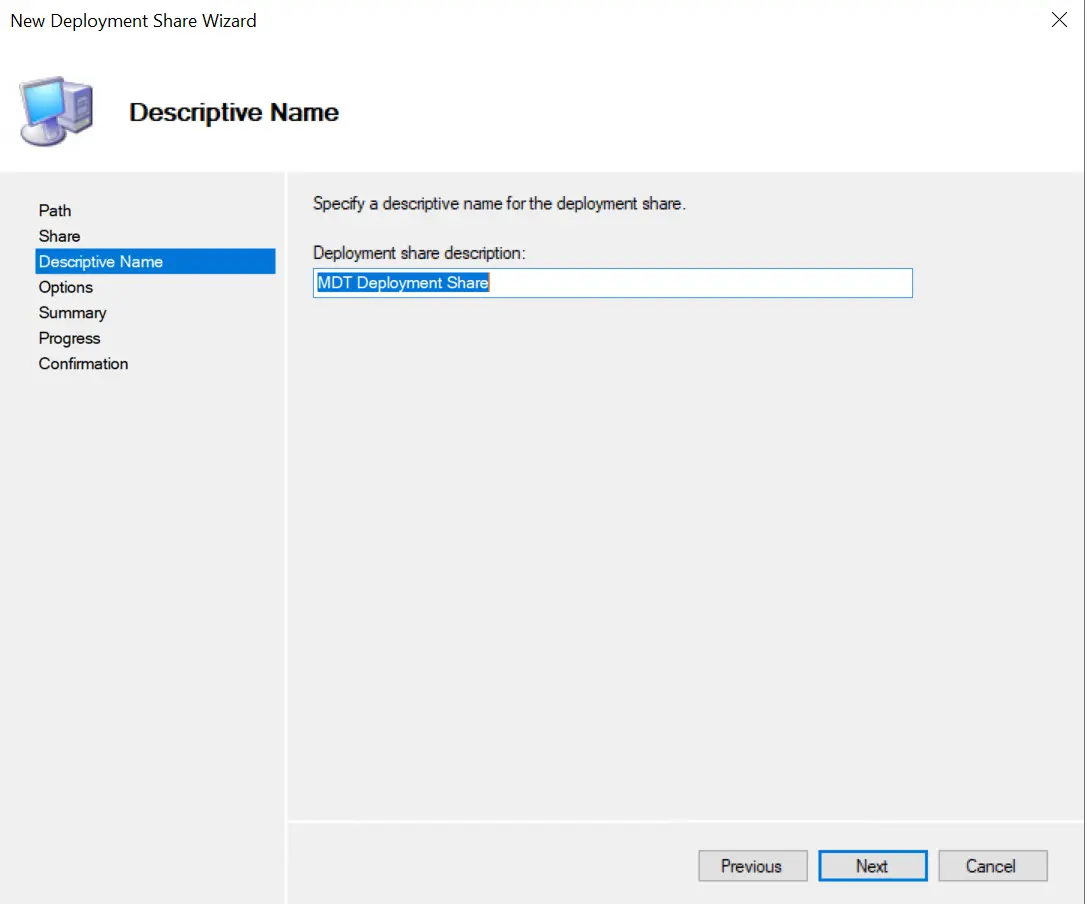 New Deployment Share Wizard
Descriptive Name
Path
Share
Descriptive Name
Options
Summary
Progress
Confirmation
Specify a descriptive name for the deployment share.
Deployment share description:
MDT Deployment Share
Previous
Next
Cancel